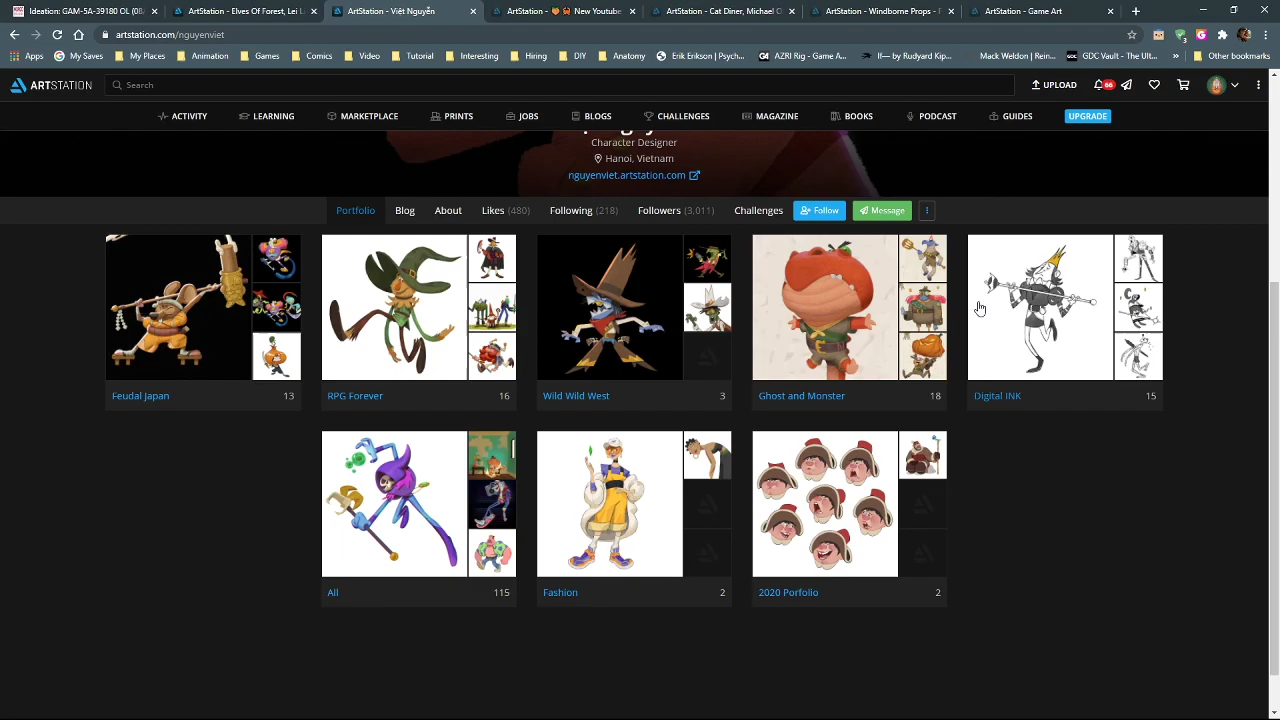 Ideation: GAM-5A-39180 OL (08/
ArtStation - Elves Of Forest, Lei L
ArtStation - Việt Nguyễn
ArtStation - 🧡 New Youtube
ArtStation - Cat Diner, Michael C
ArtStation - Windborne Props - P
ArtStation - Game Art
artstation.com/nguyenviet
Apps
My Saves
My Places
Animation
Games
Comics
Video
Tutorial
Interesting
Hiring
DIY
Anatomy
Erik Erikson | Psych...
AZRI Rig - Game A...
If— by Rudyard Kip...
Mack Weldon | Rein...
GDC Vault - The Ult...
»
Other bookmarks
ARTSTATION
Search
UPLOAD
66
ACTIVITY
LEARNING
MARKETPLACE
PRINTS
JOBS
BLOGS
CHALLENGES
MAGAZINE
BOOKS
PODCAST
GUIDES
UPGRADE
Character Designer
Hanoi, Vietnam
nguyenviet.artstation.com
Portfolio
Blog
About
Likes (480)
Following (218)
Followers (3,011)
Challenges
Follow
Message
Feudal Japan 13
RPG Forever 16
Wild Wild West 3
Ghost and Monster 18
Digital INK 15
All 115
Fashion 2
2020 Porfolio 2